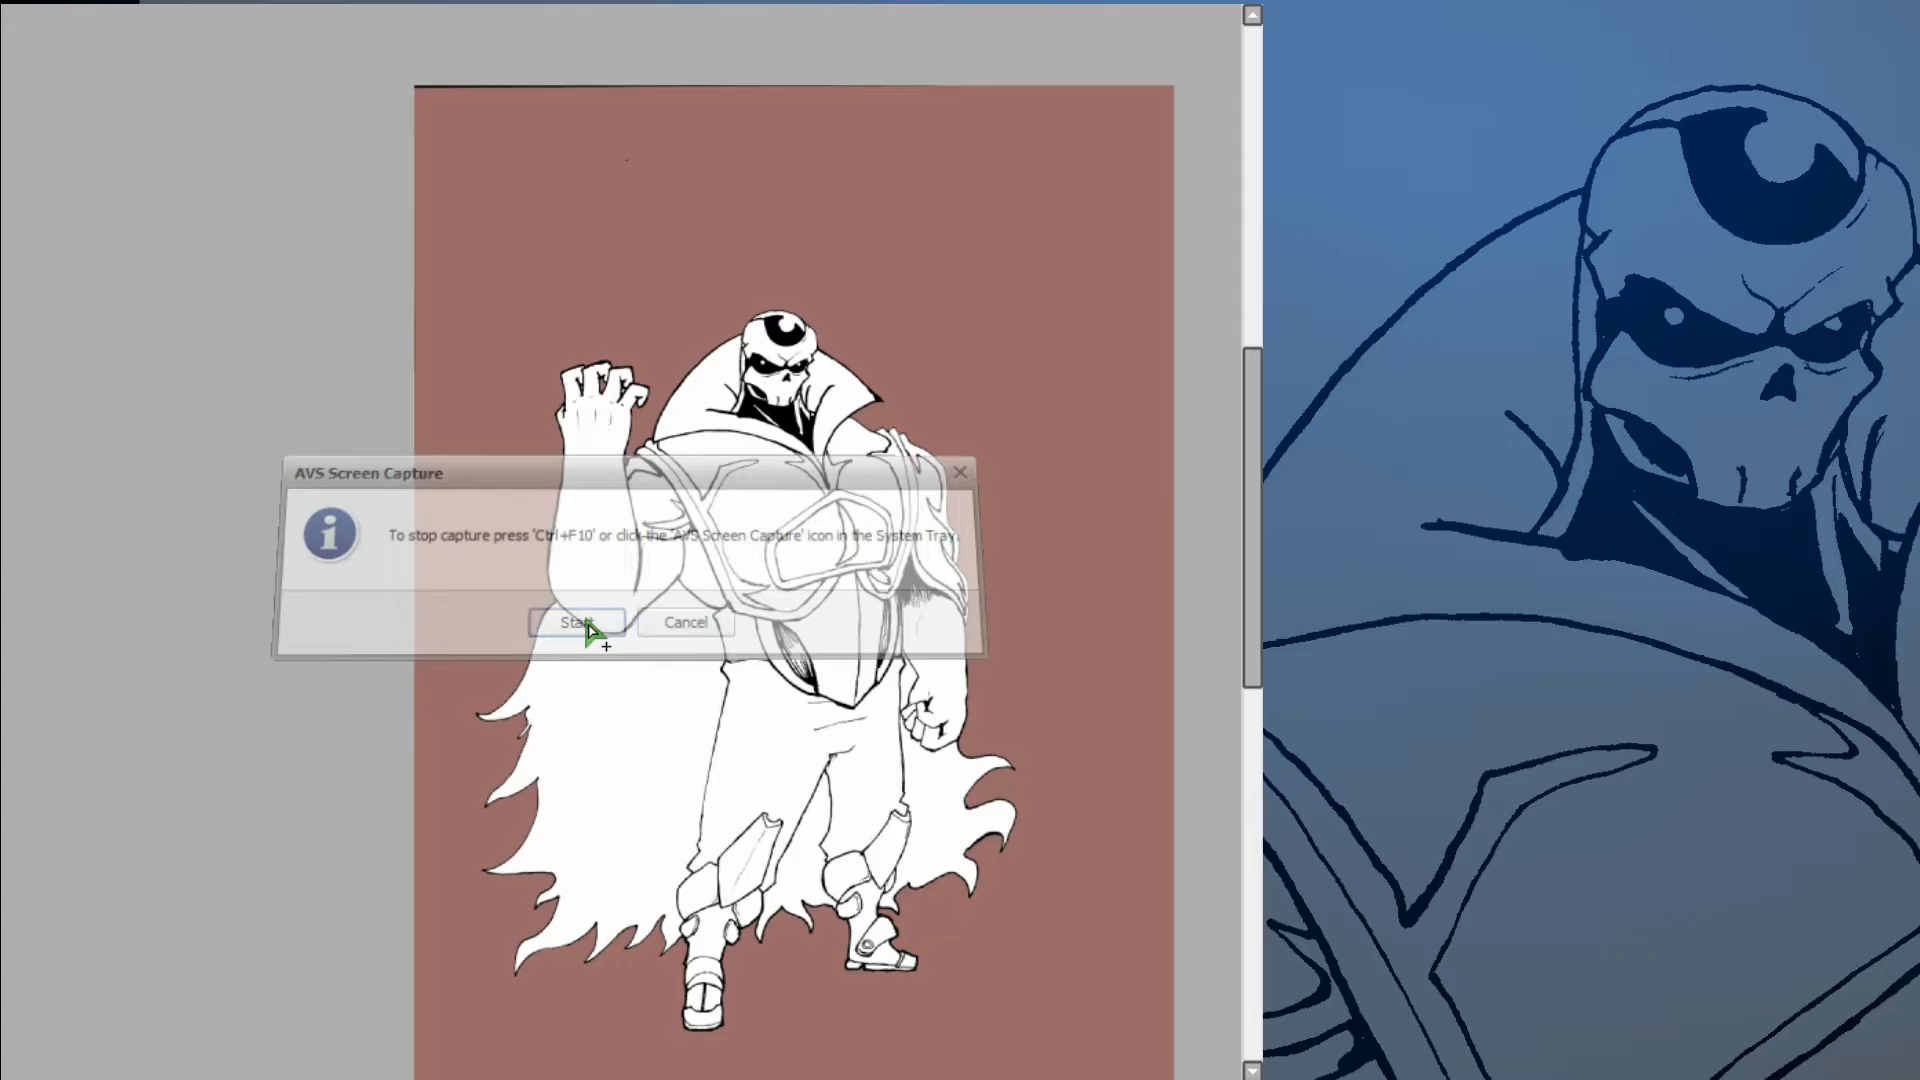 AVS Screen Capture
To stop capture press 'Ctrl+F10' or click the 'AVS Screen Capture' icon in the System Tray.
Start Cancel